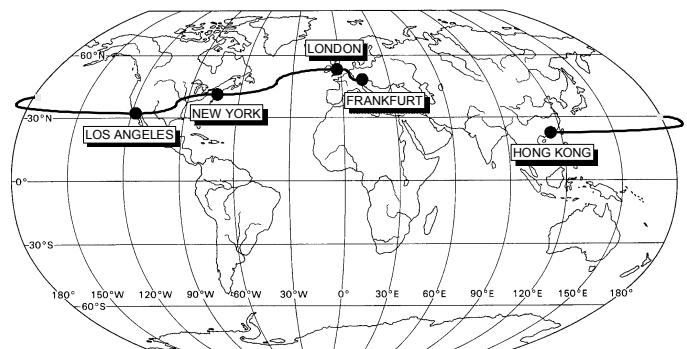 LONDON
60°N
FRANKFURT
NEW YORK
30°N
LOS ANGELES
HONG KONG
0°
30°S
180° 150°W 120°W 90°W 60°W 30°W 0° 30°E 60°E 90°E 120°E 150°E 180°
60°S